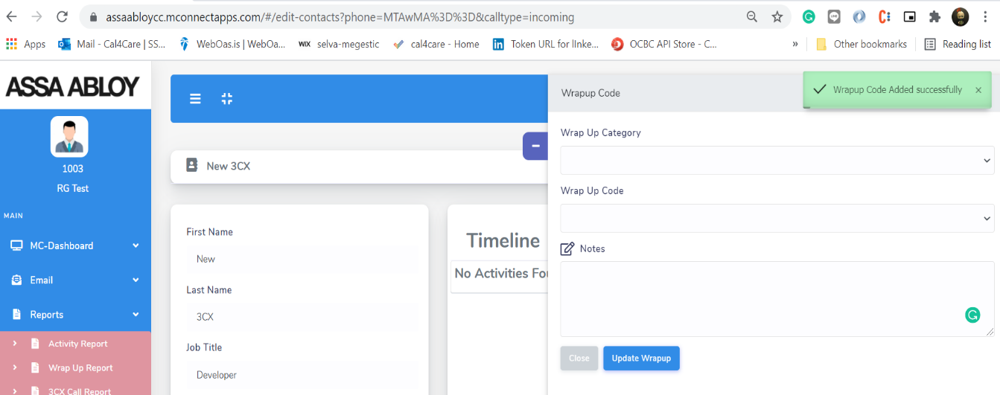 assaabloycc.mconnectapps.com/#/edit-contacts?phone=MTAwMA%3D%3D&calltype=incoming
Apps Mail - Cal4Care | SS... WebOas.is | WebOa... WIX selva-megestic cal4care - Home Token URL for lInke... OCBC API Store - C... » Other bookmarks Reading list
ASSA ABLOY
1003
RG Test
MAIN
MC-Dashboard
Email
Reports
Activity Report
Wrap Up Report
3CX Call Report
New 3CX
First Name
New
Last Name
3CX
Job Title
Developer
Timeline
No Activities Fou
Wrapup Code
Wrapup Code Added successfully ×
Wrap Up Category
Wrap Up Code
Notes
Close Update Wrapup